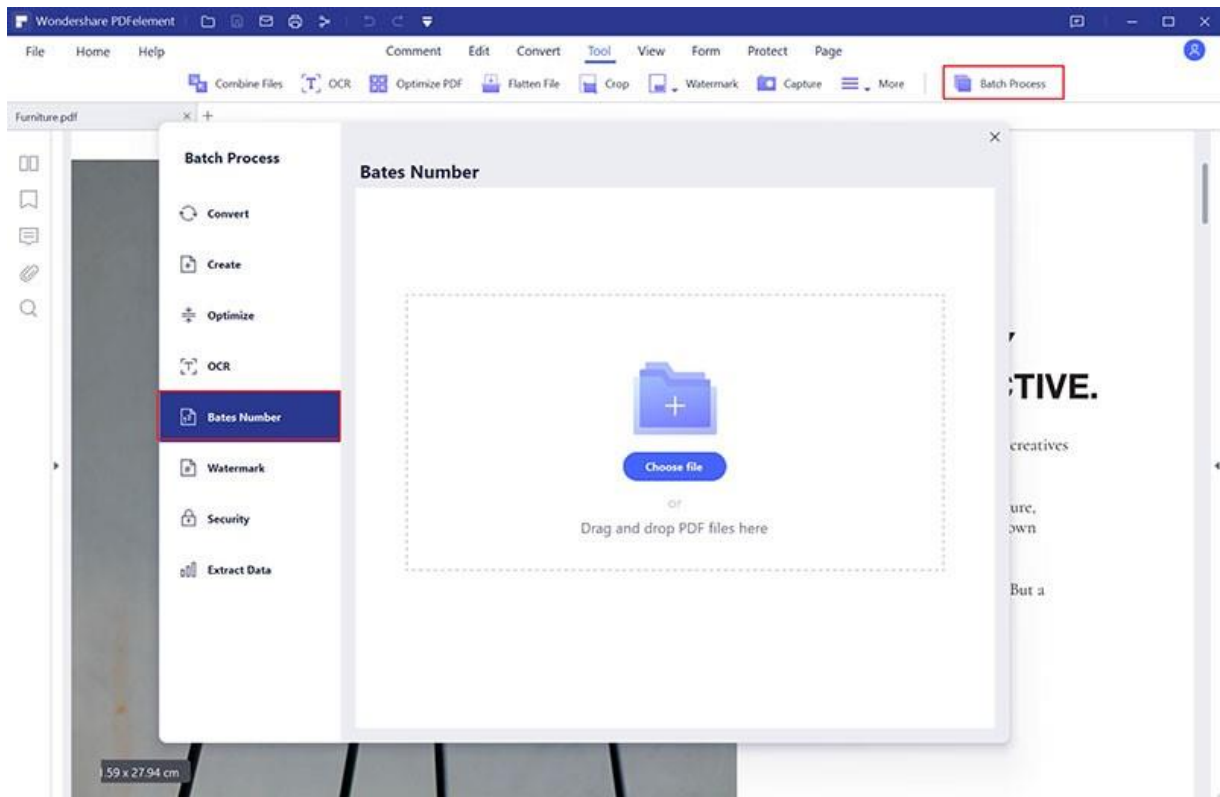 Wondershare PDFelement
File Home Help Comment Edit Convert Tool View Form Protect Page
Combine Files OCR Optimize PDF Flatten File Crop Watermark Capture More Batch Process
Furniture.pdf
Batch Process
Bates Number
Convert
Create
Optimize
OCR
Bates Number
Watermark
Security
Extract Data
Choose file
or
Drag and drop PDF files here
CTIVE.
creatives
ure,
own
But a
.59 x 27.94 cm